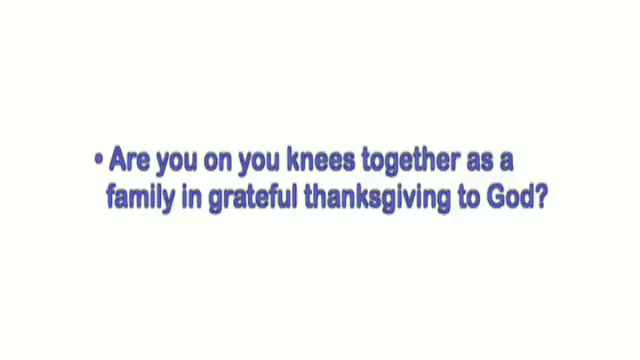 • Are you on you knees together as a
family in grateful thanksgiving to God?